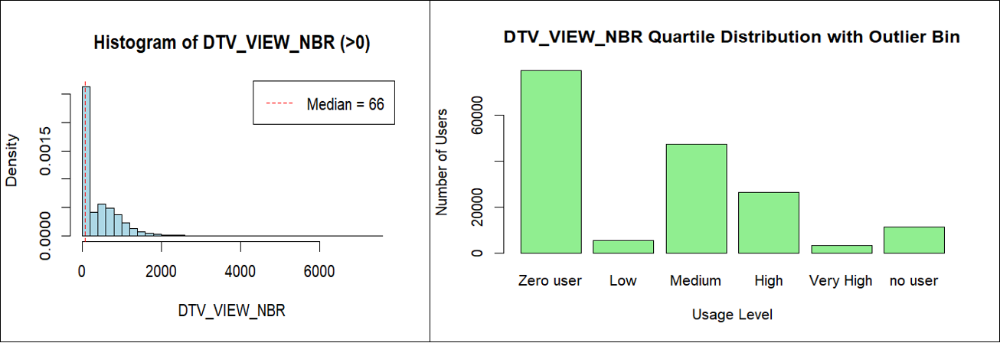 Histogram of DTV_VIEW_NBR (>0)
Median = 66
Density
0.0015
0.0000
0 2000 4000 6000
DTV_VIEW_NBR
DTV_VIEW_NBR Quartile Distribution with Outlier Bin
Number of Users
60000
20000
0
Zero user Low Medium High Very High no user
Usage Level